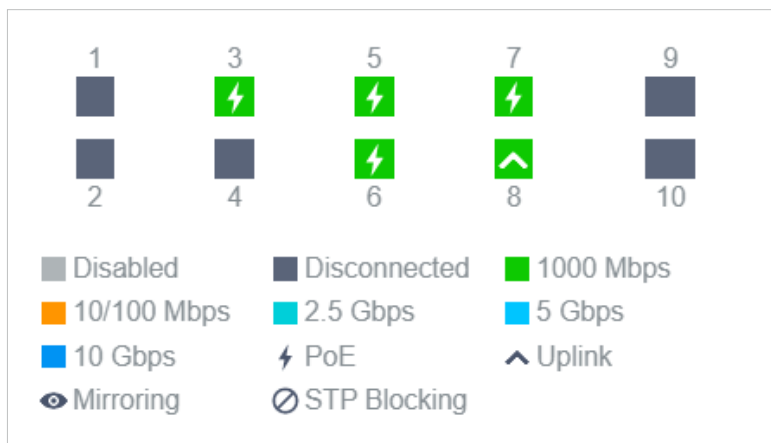 1 3 5 7 9
2 4 6 8 10
Disabled Disconnected 1000 Mbps
10/100 Mbps 2.5 Gbps 5 Gbps
10 Gbps PoE Uplink
Mirroring STP Blocking